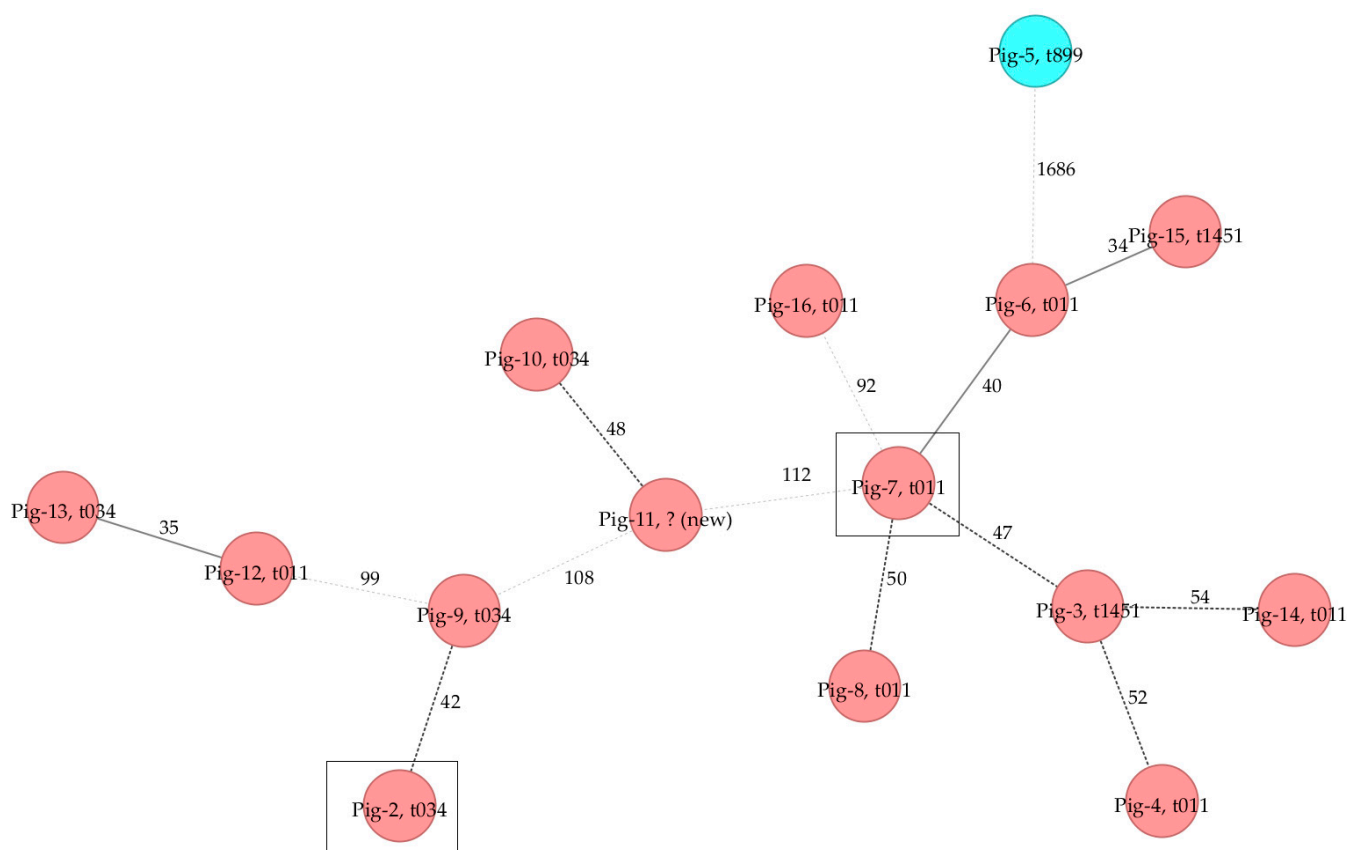 Pig-5, t899
1686
Pig-15, t1451
34
Pig-16, t011
Pig-6, t011
Pig-10, t034
92
40
48
112
Pig-7, t011
Pig-13, t034
35
Pig-11, ? (new)
47
Pig-12, t011
99
108
50
54
Pig-9, t034
Pig-3, t1451
Pig-14, t011
42
Pig-8, t011
52
Pig-2, t034
Pig-4, t011